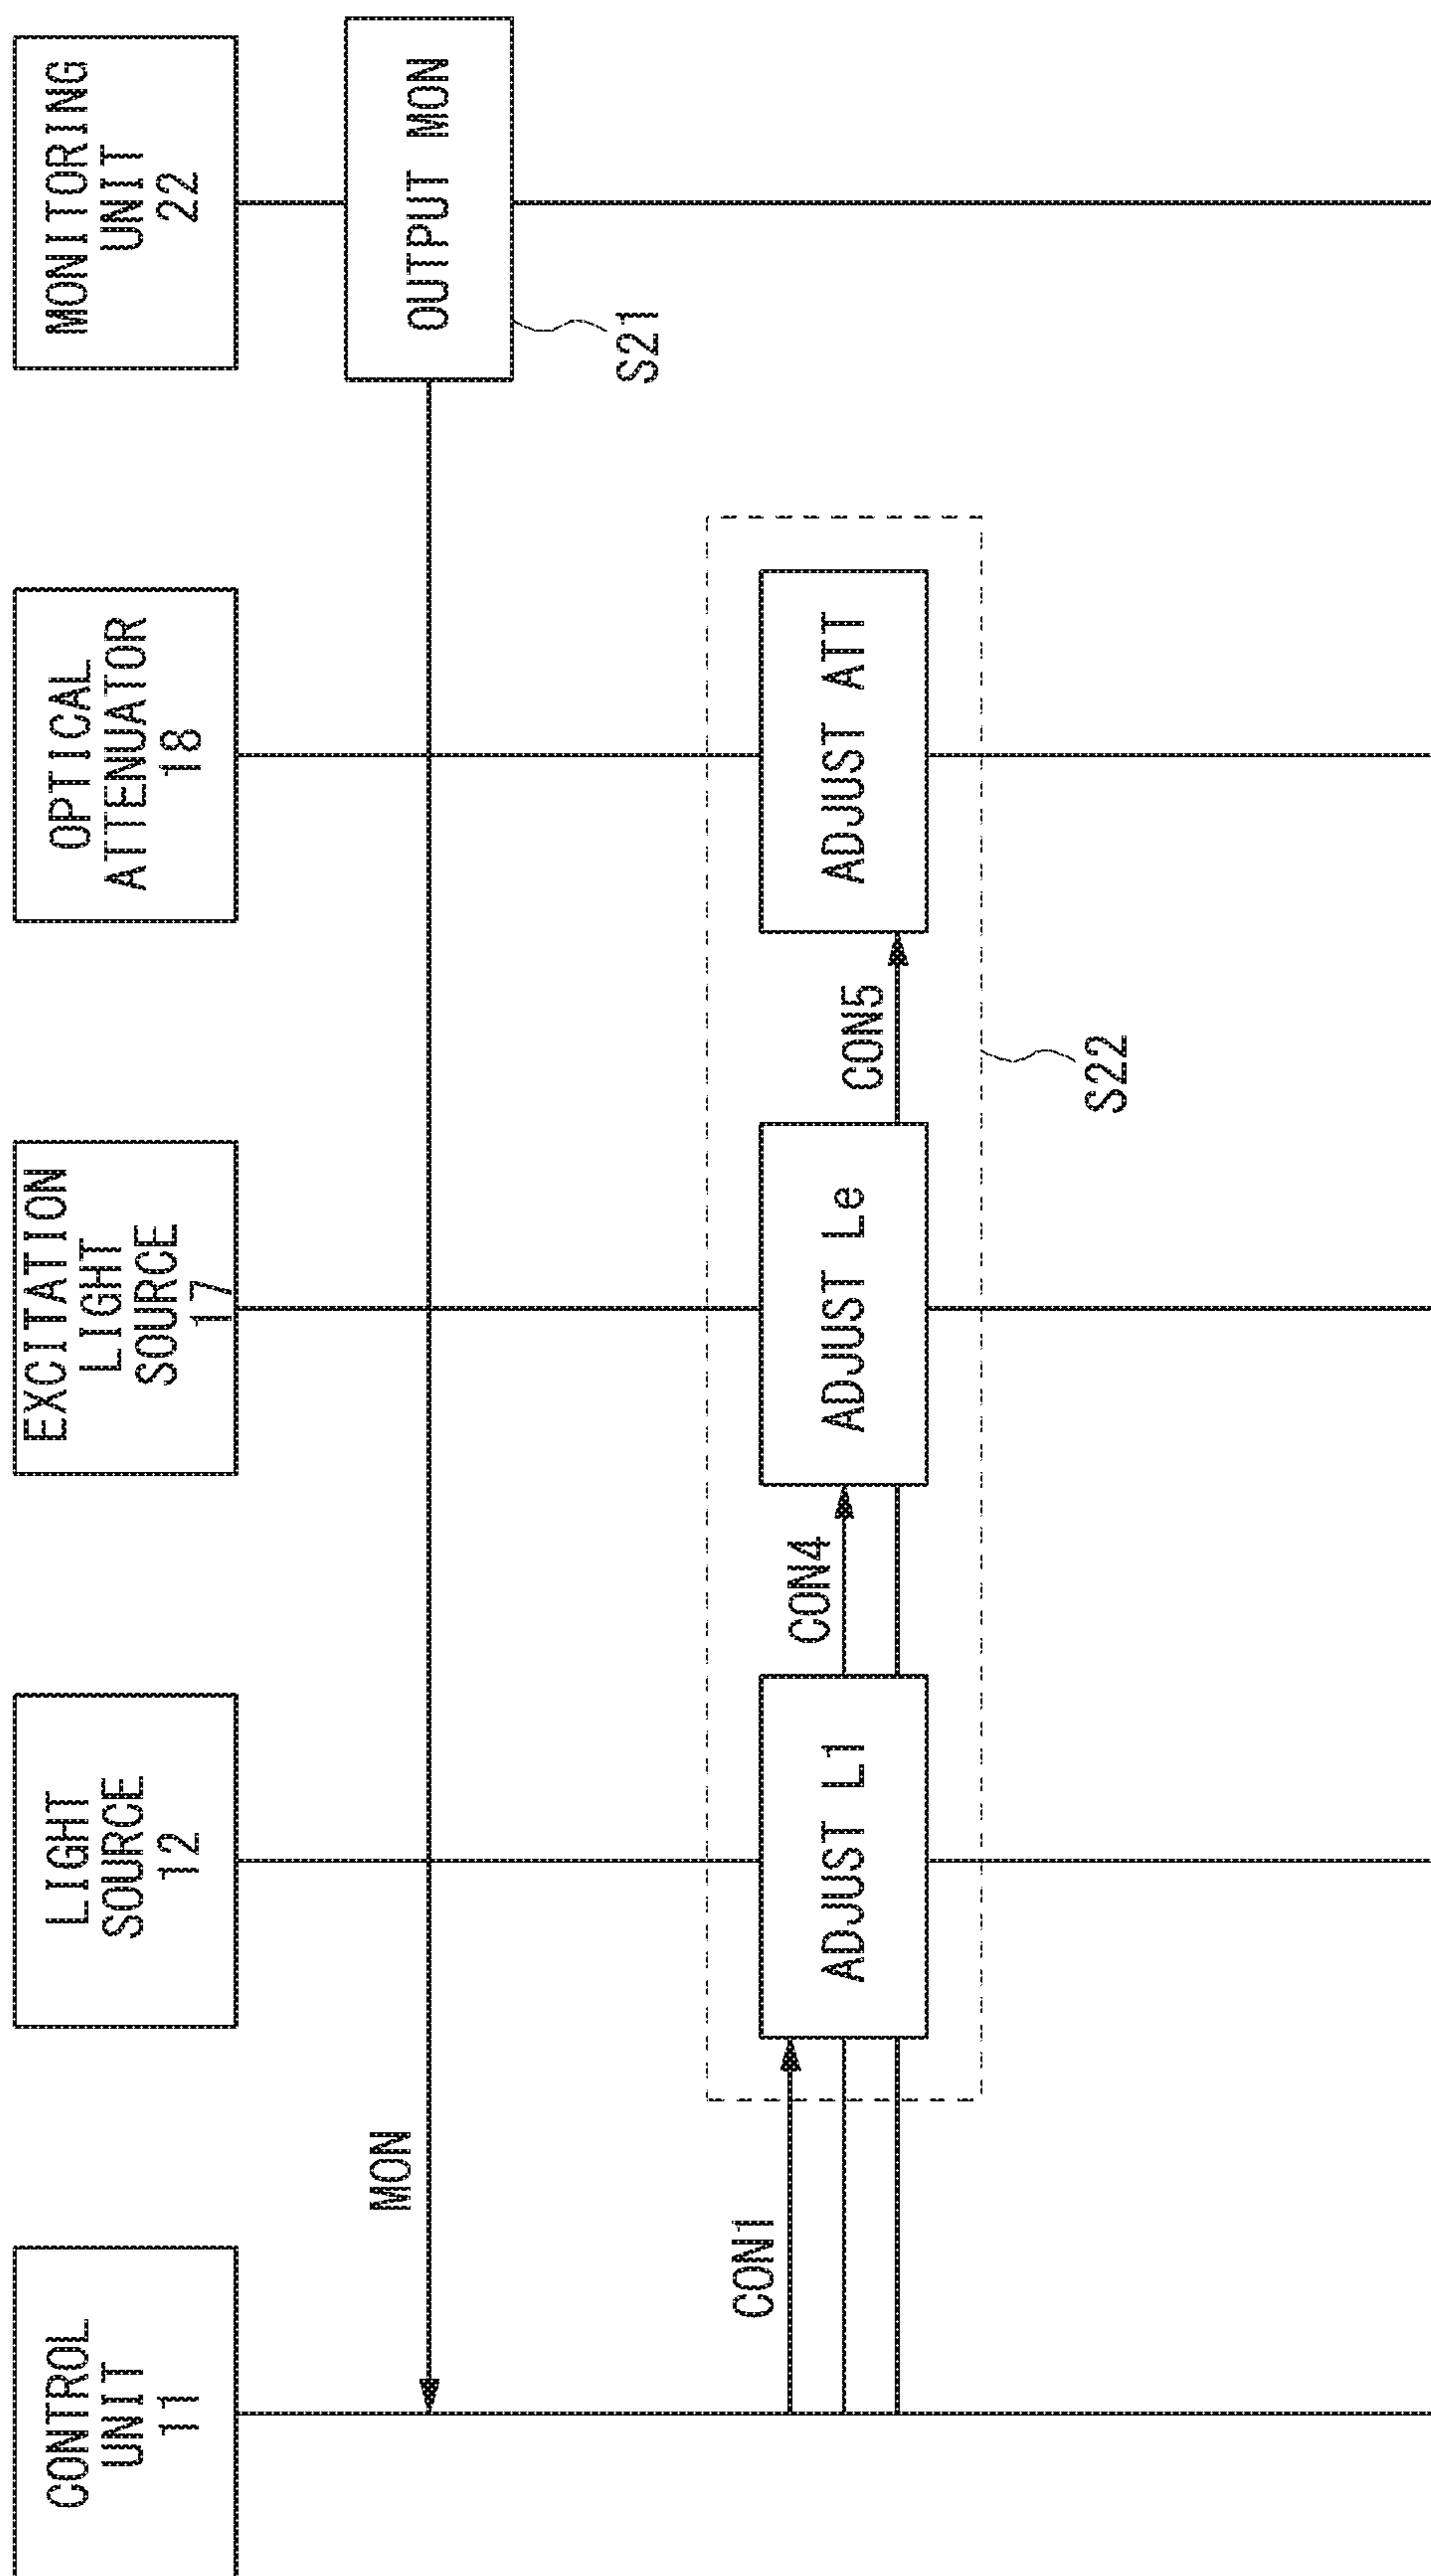 CONTROL
UNIT
11
LIGHT
SOURCE
12
EXCITATION
LIGHT
SOURCE
17
OPTICAL
ATTENUATOR
18
MONITORING
UNIT
22
MON
OUTPUT MON
S21
CON1
ADJUST L1
CON4
ADJUST Le
CON5
ADJUST ATT
S22